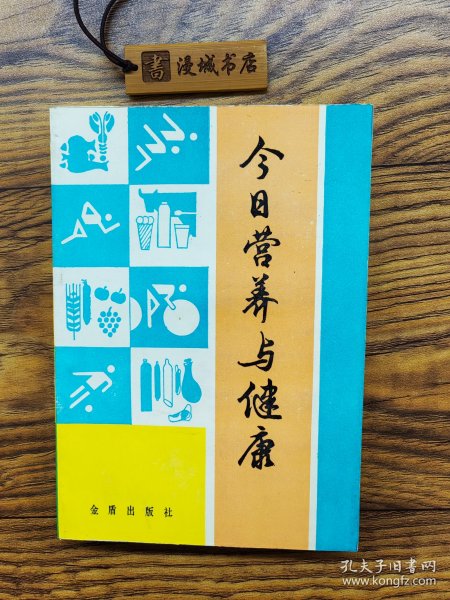 書 漫城书店
今日营养与健康
金盾出版社
孔夫子旧书网
www.kongfz.com